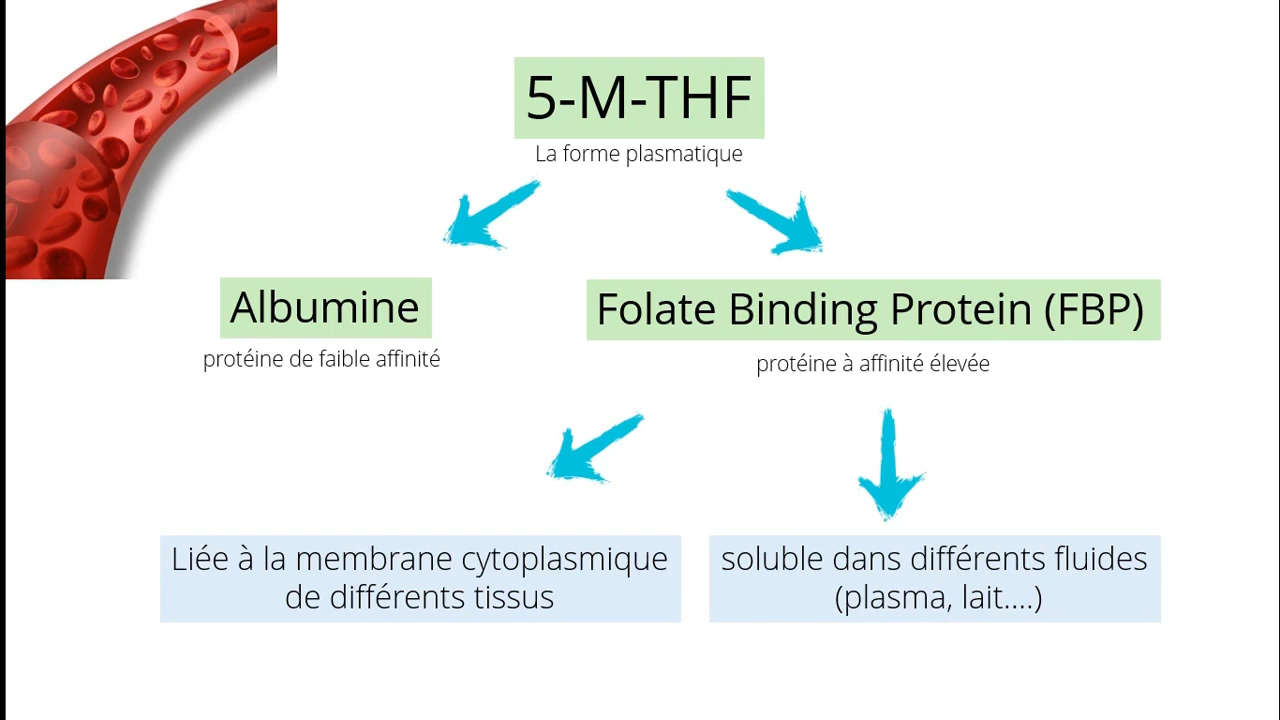 5-M-THF
La forme plasmatique
Albumine
protéine de faible affinité
Folate Binding Protein (FBP)
protéine à affinité élevée
Liée à la membrane cytoplasmique
de différents tissus
soluble dans différents fluides
(plasma, lait....)